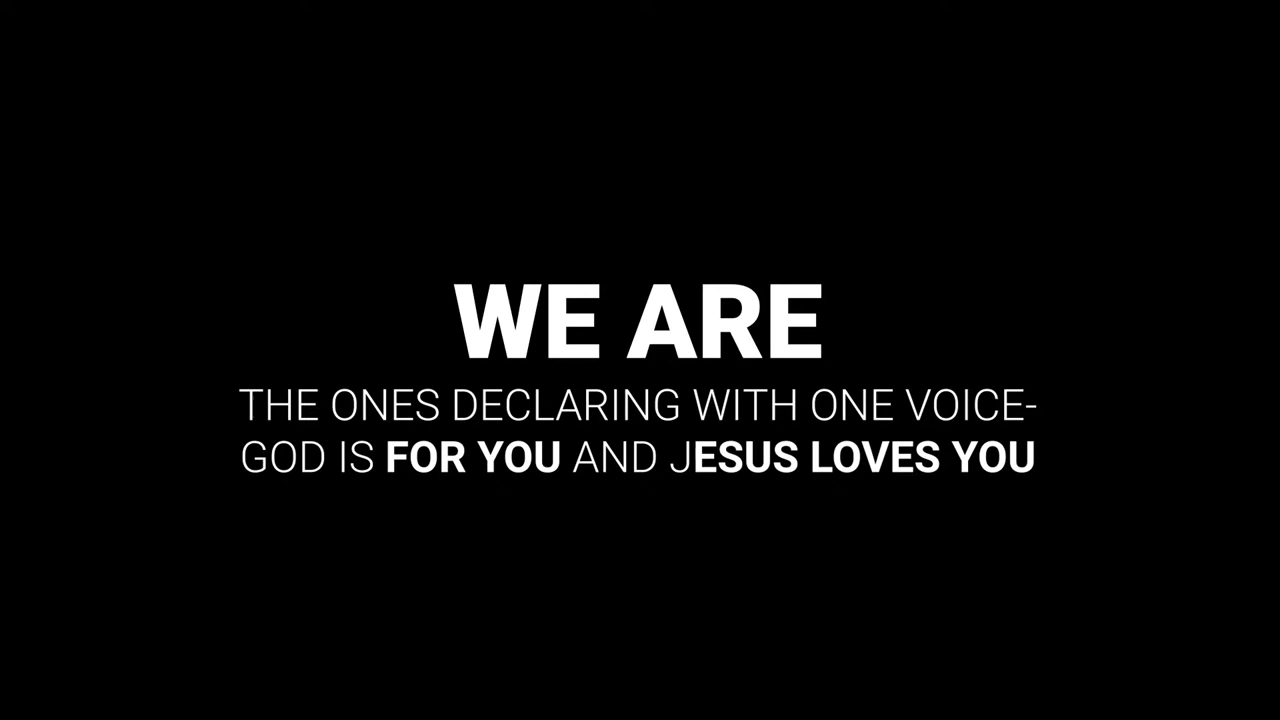 WE ARE
THE ONES DECLARING WITH ONE VOICE-
GOD IS FOR YOU AND JESUS LOVES YOU